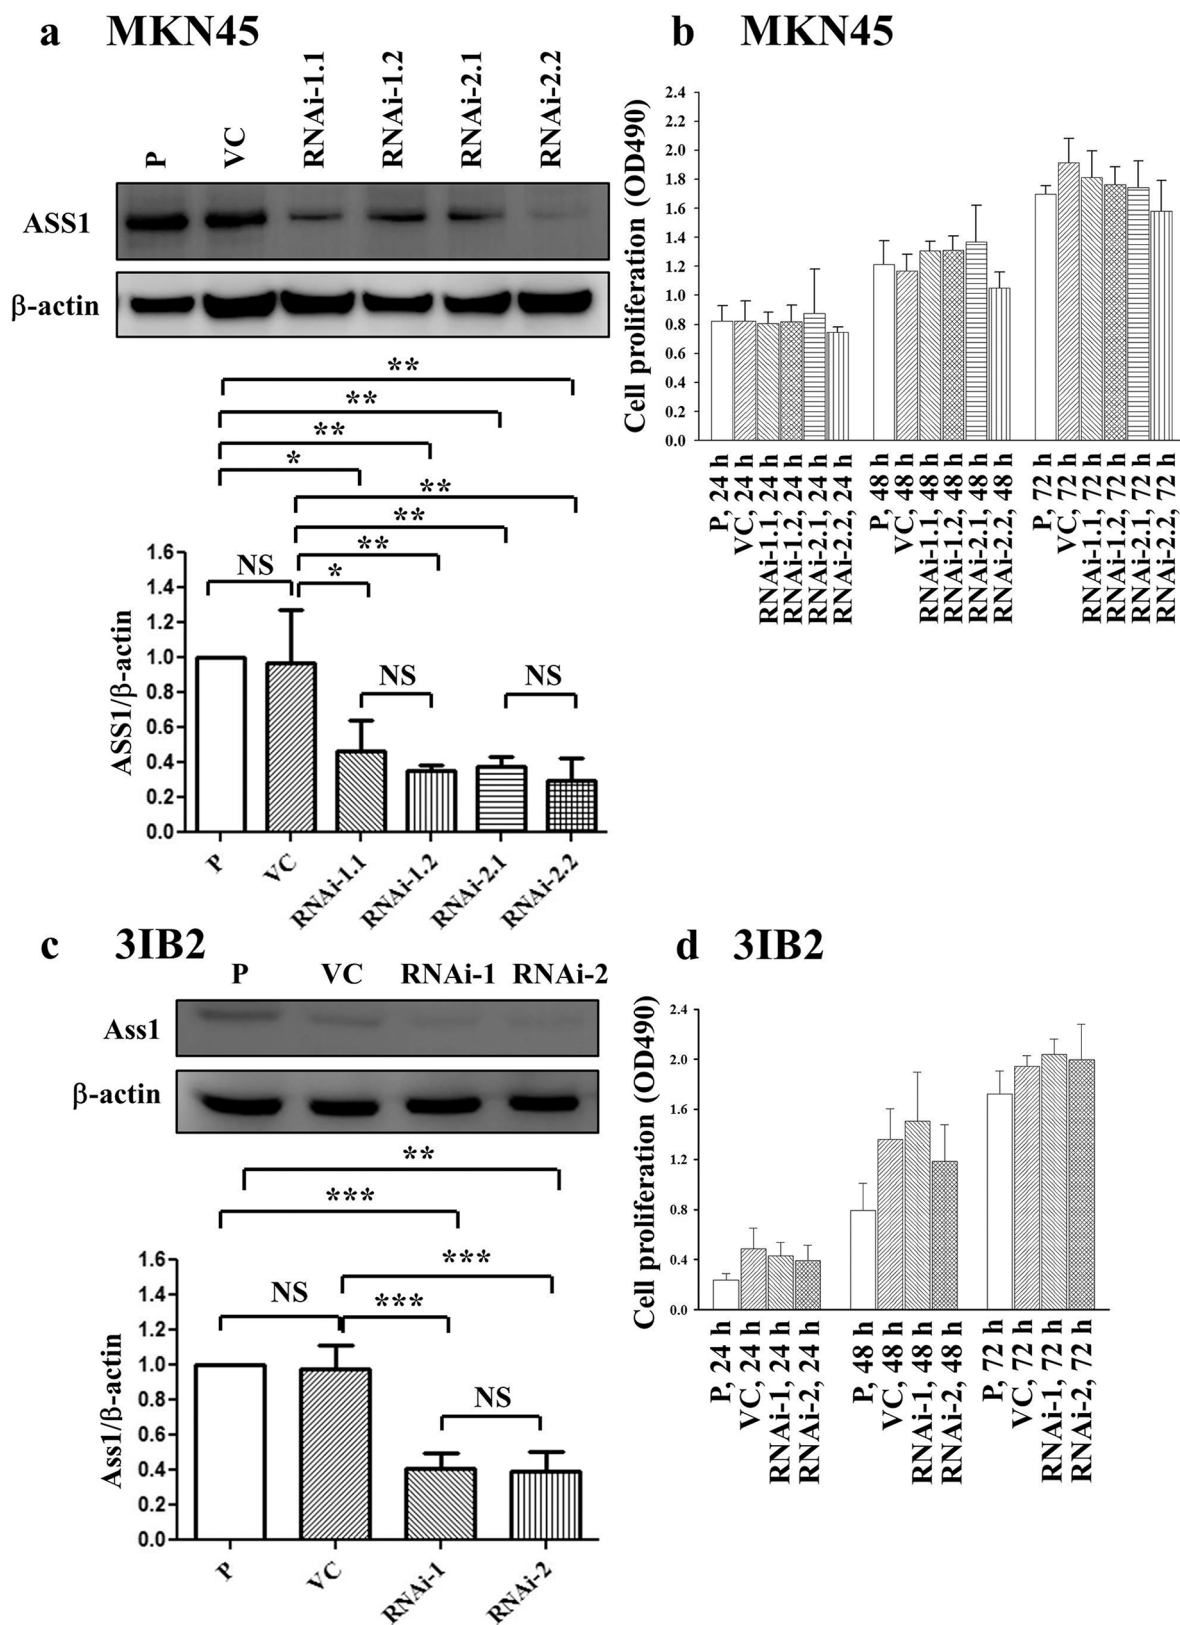 a MKN45
P VC RNAi-1.1 RNAi-1.2 RNAi-2.1 RNAi-2.2
ASS1
β-actin
**
**
**
*
**
**
**
*
NS
NS
NS
ASS1/β-actin
1.6
1.4
1.2
1.0
0.8
0.6
0.4
0.2
0.0
P VC RNAi-1.1 RNAi-1.2 RNAi-2.1 RNAi-2.2
b MKN45
Cell proliferation (OD490)
2.4
2.2
2.0
1.8
1.6
1.4
1.2
1.0
0.8
0.6
0.4
0.2
0.0
P, 24 h
VC, 24 h
RNAi-1.1, 24 h
RNAi-1.2, 24 h
RNAi-2.1, 24 h
RNAi-2.2, 24 h
P, 48 h
VC, 48 h
RNAi-1.1, 48 h
RNAi-1.2, 48 h
RNAi-2.1, 48 h
RNAi-2.2, 48 h
P, 72 h
VC, 72 h
RNAi-1.1, 72 h
RNAi-1.2, 72 h
RNAi-2.1, 72 h
RNAi-2.2, 72 h
c 3IB2
P VC RNAi-1 RNAi-2
Ass1
β-actin
**
***
***
***
NS
NS
Ass1/β-actin
1.6
1.4
1.2
1.0
0.8
0.6
0.4
0.2
0.0
P VC RNAi-1 RNAi-2
d 3IB2
Cell proliferation (OD490)
2.4
2.0
1.6
1.2
0.8
0.4
0.0
P, 24 h
VC, 24 h
RNAi-1, 24 h
RNAi-2, 24 h
P, 48 h
VC, 48 h
RNAi-1, 48 h
RNAi-2, 48 h
P, 72 h
VC, 72 h
RNAi-1, 72 h
RNAi-2, 72 h